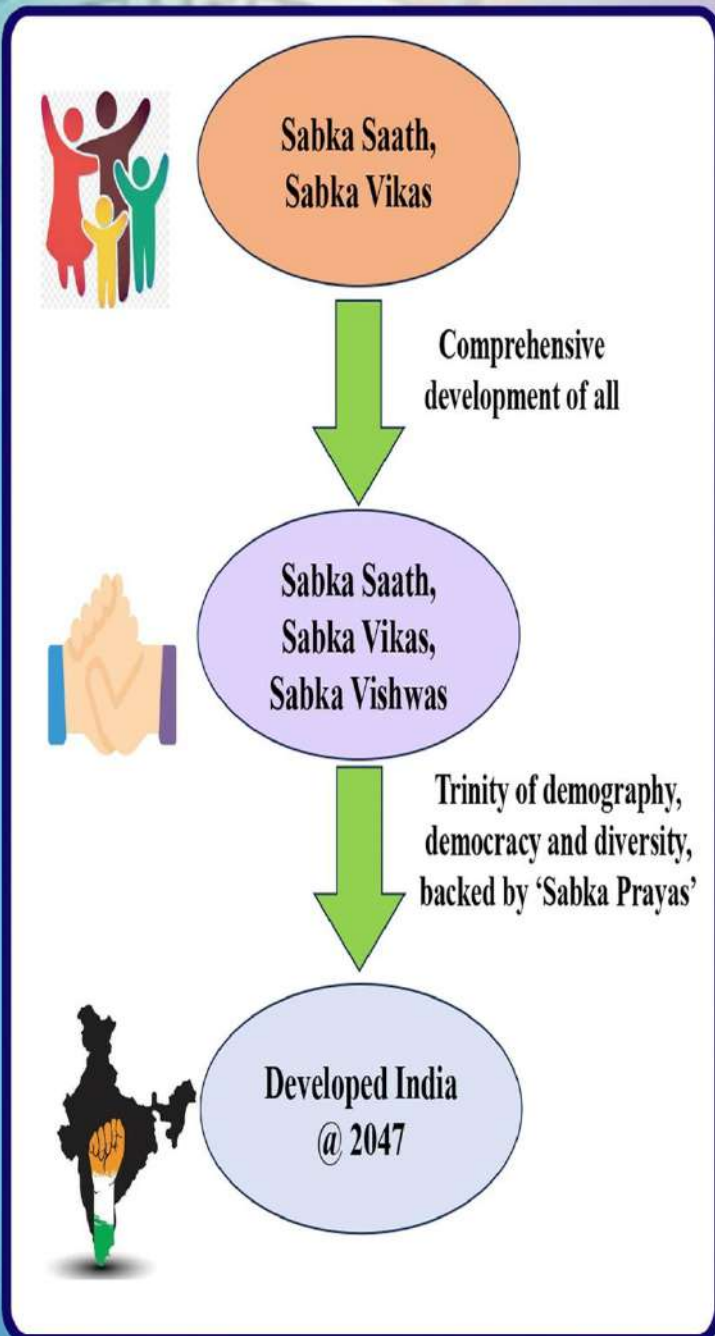 Sabka Saath,
Sabka Vikas
Comprehensive
development of all
Sabka Saath,
Sabka Vikas,
Sabka Vishwas
Trinity of demography,
democracy and diversity,
backed by ‘Sabka Prayas’
Developed India
@ 2047